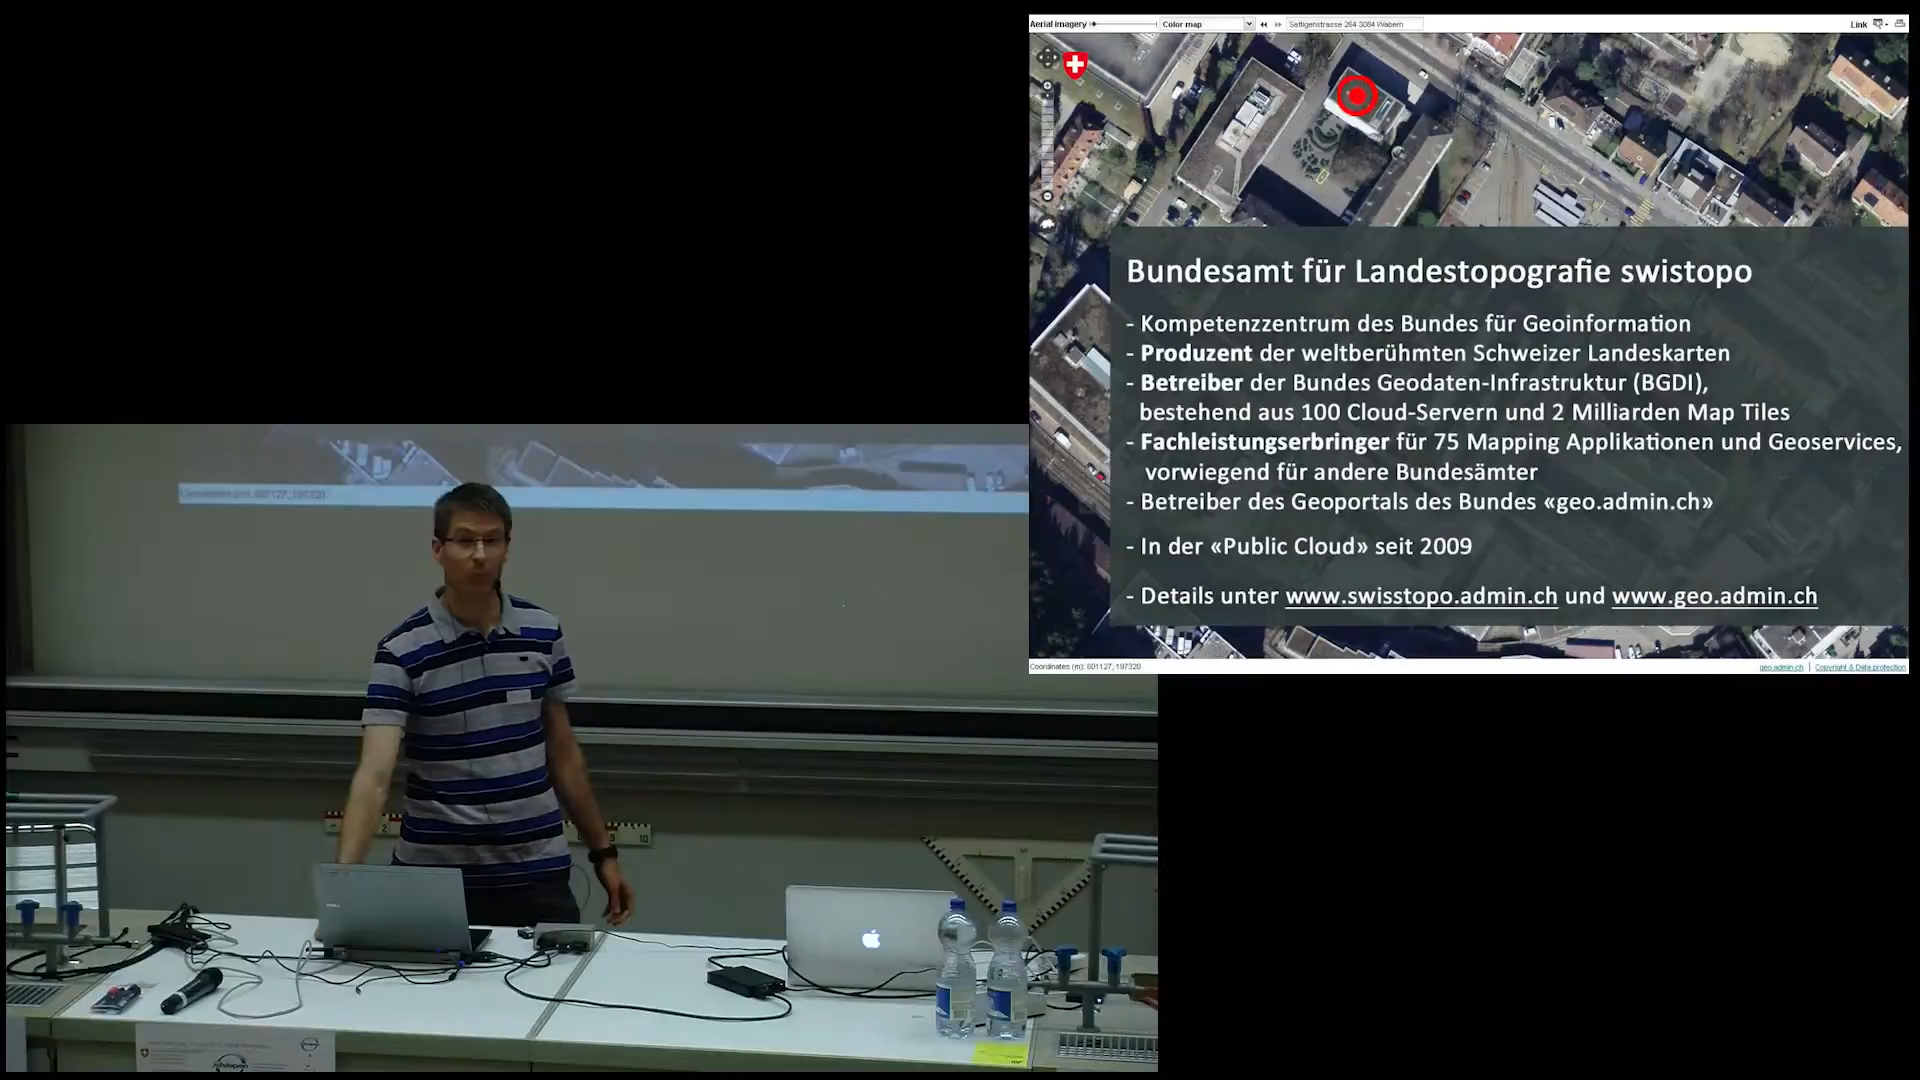 Aerial imagery
Color map
Seftigenstrasse 264 3084 Wabern
Link
Bundesamt für Landestopografie swistopo
- Kompetenzzentrum des Bundes für Geoinformation
- Produzent der weltberühmten Schweizer Landeskarten
- Betreiber der Bundes Geodaten-Infrastruktur (BGDI),
bestehend aus 100 Cloud-Servern und 2 Milliarden Map Tiles
- Fachleistungserbringer für 75 Mapping Applikationen und Geoservices,
vorwiegend für andere Bundesämter
- Betreiber des Geoportals des Bundes «geo.admin.ch»
- In der «Public Cloud» seit 2009
- Details unter www.swisstopo.admin.ch und www.geo.admin.ch
Coordinates (m): 601127, 197320
geo.admin.ch | Copyright & Data protection
2
8 9 10